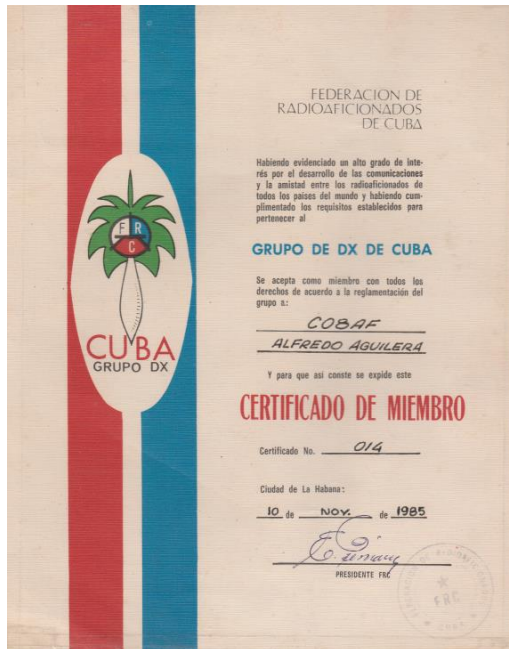 FEDERACION DE
RADIOAFICIONADOS
DE CUBA
Habiendo evidenciado un alto grado de inte-
rés por el desarrollo de las comunicaciones
y la amistad entre los radioaficionados de
todos los paises del mundo y habiendo cum-
plimentado los requisitos establecidos para
pertenecer al
GRUPO DE DX DE CUBA
Se acepta como miembro con todos los
derechos de acuerdo a la reglamentación del
grupo a:
CO8AF
ALFREDO AGUILERA
Y para que asi conste se expide este
CERTIFICADO DE MIEMBRO
Certificado No. 014
Ciudad de La Habana:
10 de NOV. de 1985
PRESIDENTE FRC
F R
C
CUBA
GRUPO DX
FRC